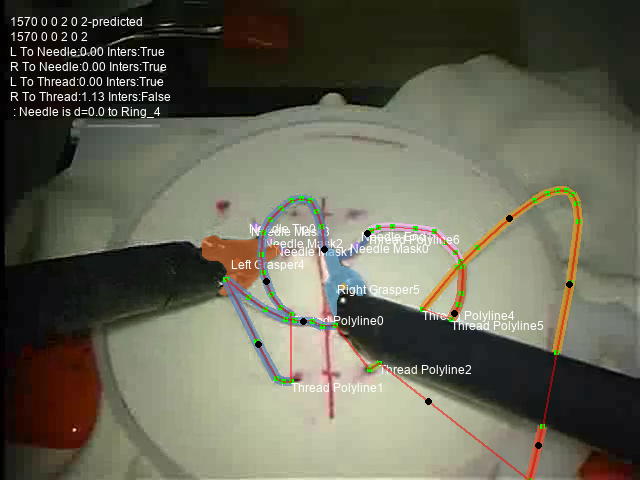 1570 0 0 2 0 2-predicted
1570 0 0 2 0 2
L To Needle:0.00 Inters:True
R To Needle:0.00 Inters:True
L To Thread:0.00 Inters:True
R To Thread:1.13 Inters:False
: Needle is d=0.0 to Ring_4
Needle Tip
Thread Polyline6
Needle Mask2
Needle Mask0
Left Grasper4
Right Grasper5
Thread Polyline4
Polyline0
Thread Polyline5
Thread Polyline2
Thread Polyline1